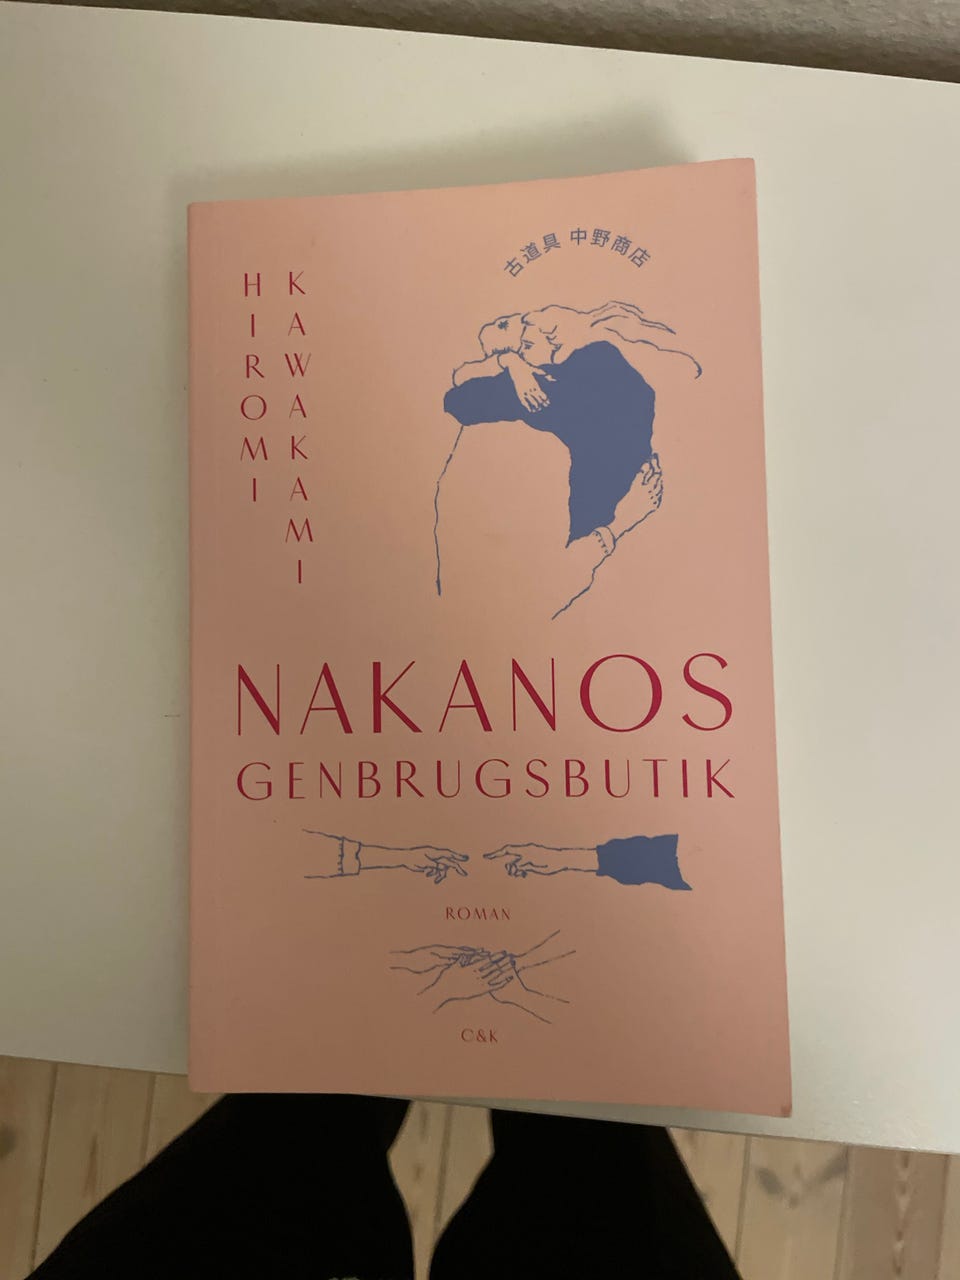 古道具 中野商店
HIROMI
KAWAKAMI
NAKANOS
GENBRUGSBUTIK
ROMAN
C&K